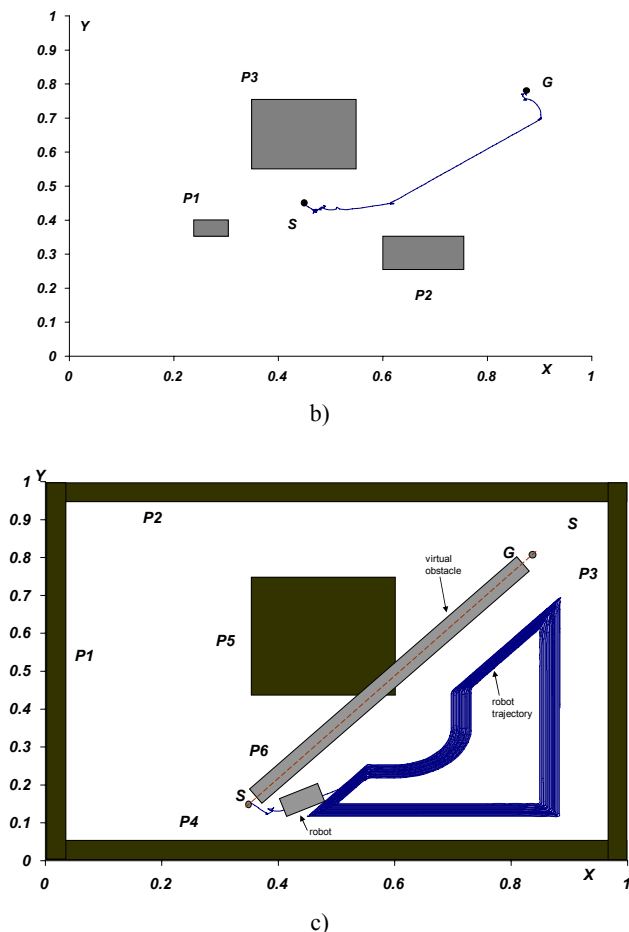 1
Y
0.9
P3
0.8
G
0.7
0.6
0.5
P1
0.4
S
0.3
P2
0.2
0.1
0
0 0.2 0.4 0.6 0.8 X 1
b)
1 Y
0.9
P2
S
G
0.8
virtual
obstacle
P3
0.7
0.6
P5
P1
0.5
0.4
robot
trajectory
0.3
P6
0.2
S
P4
0.1
robot
0
0 0.2 0.4 0.6 0.8 X 1
c)